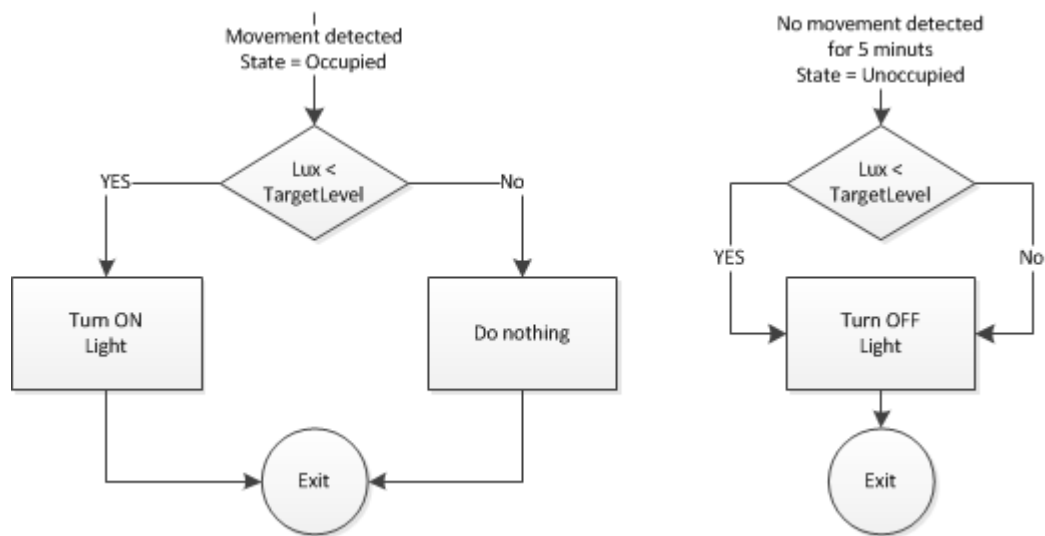 Movement detected
State = Occupied
Lux <
TargetLevel
YES
No
Turn ON
Light
Do nothing
Exit
No movement detected
for 5 minuts
State = Unoccupied
Lux <
TargetLevel
YES
No
Turn OFF
Light
Exit